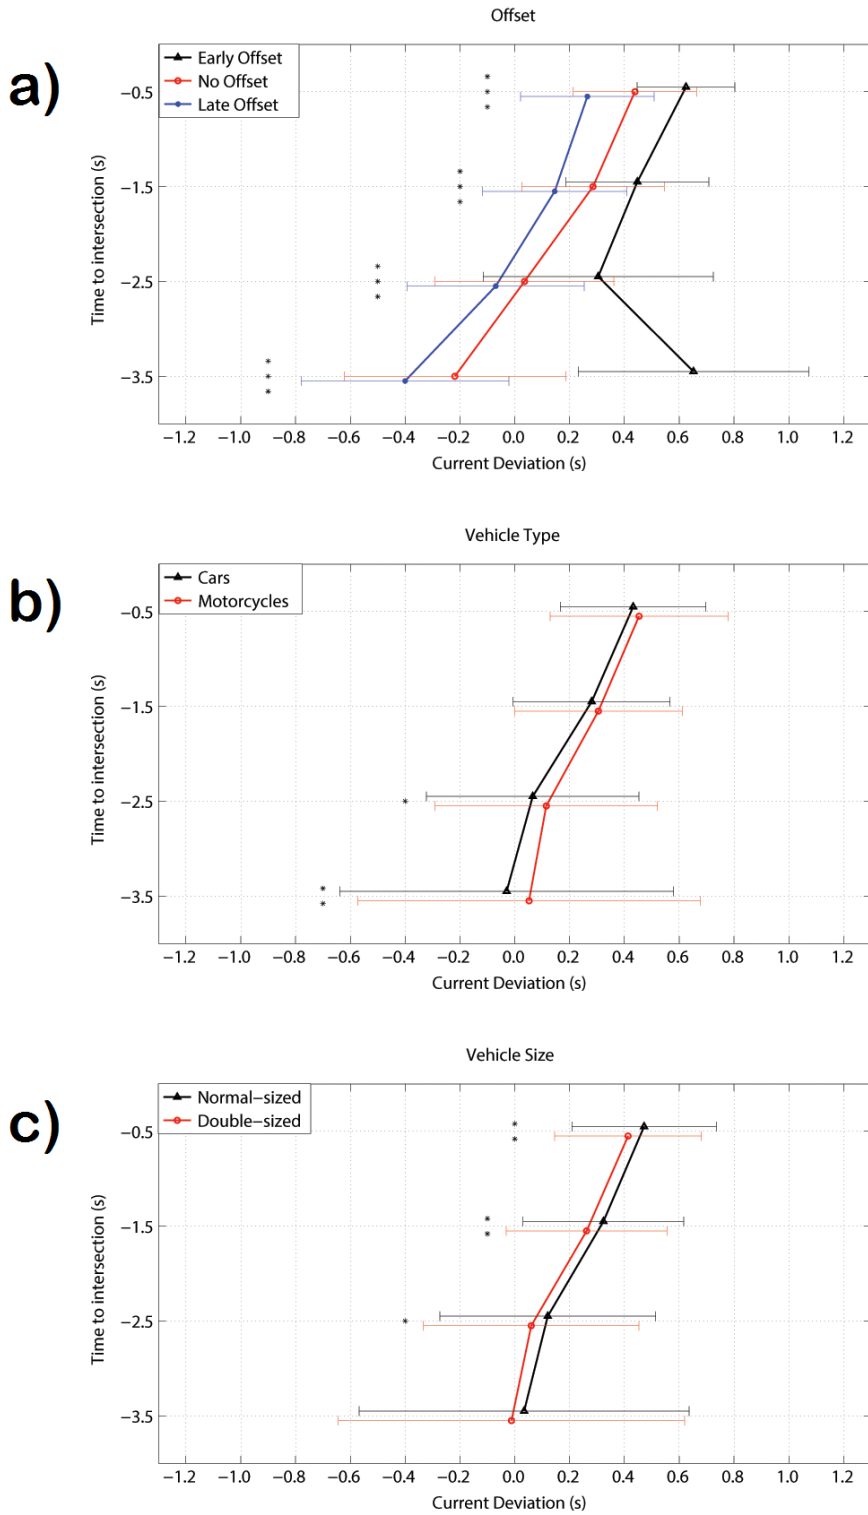 Offset
a)
Early Offset
No Offset
Late Offset
Time to intersection (s)
−0.5
−1.5
−2.5
−3.5
*
*
*
*
*
*
*
*
*
*
*
*
−1.2 −1.0 −0.8 −0.6 −0.4 −0.2 0.0 0.2 0.4 0.6 0.8 1.0 1.2
Current Deviation (s)
Vehicle Type
b)
Cars
Motorcycles
Time to intersection (s)
−0.5
−1.5
−2.5
−3.5
*
*
*
−1.2 −1.0 −0.8 −0.6 −0.4 −0.2 0.0 0.2 0.4 0.6 0.8 1.0 1.2
Current Deviation (s)
Vehicle Size
c)
Normal−sized
Double−sized
Time to intersection (s)
−0.5
−1.5
−2.5
−3.5
*
*
*
*
*
−1.2 −1.0 −0.8 −0.6 −0.4 −0.2 0.0 0.2 0.4 0.6 0.8 1.0 1.2
Current Deviation (s)